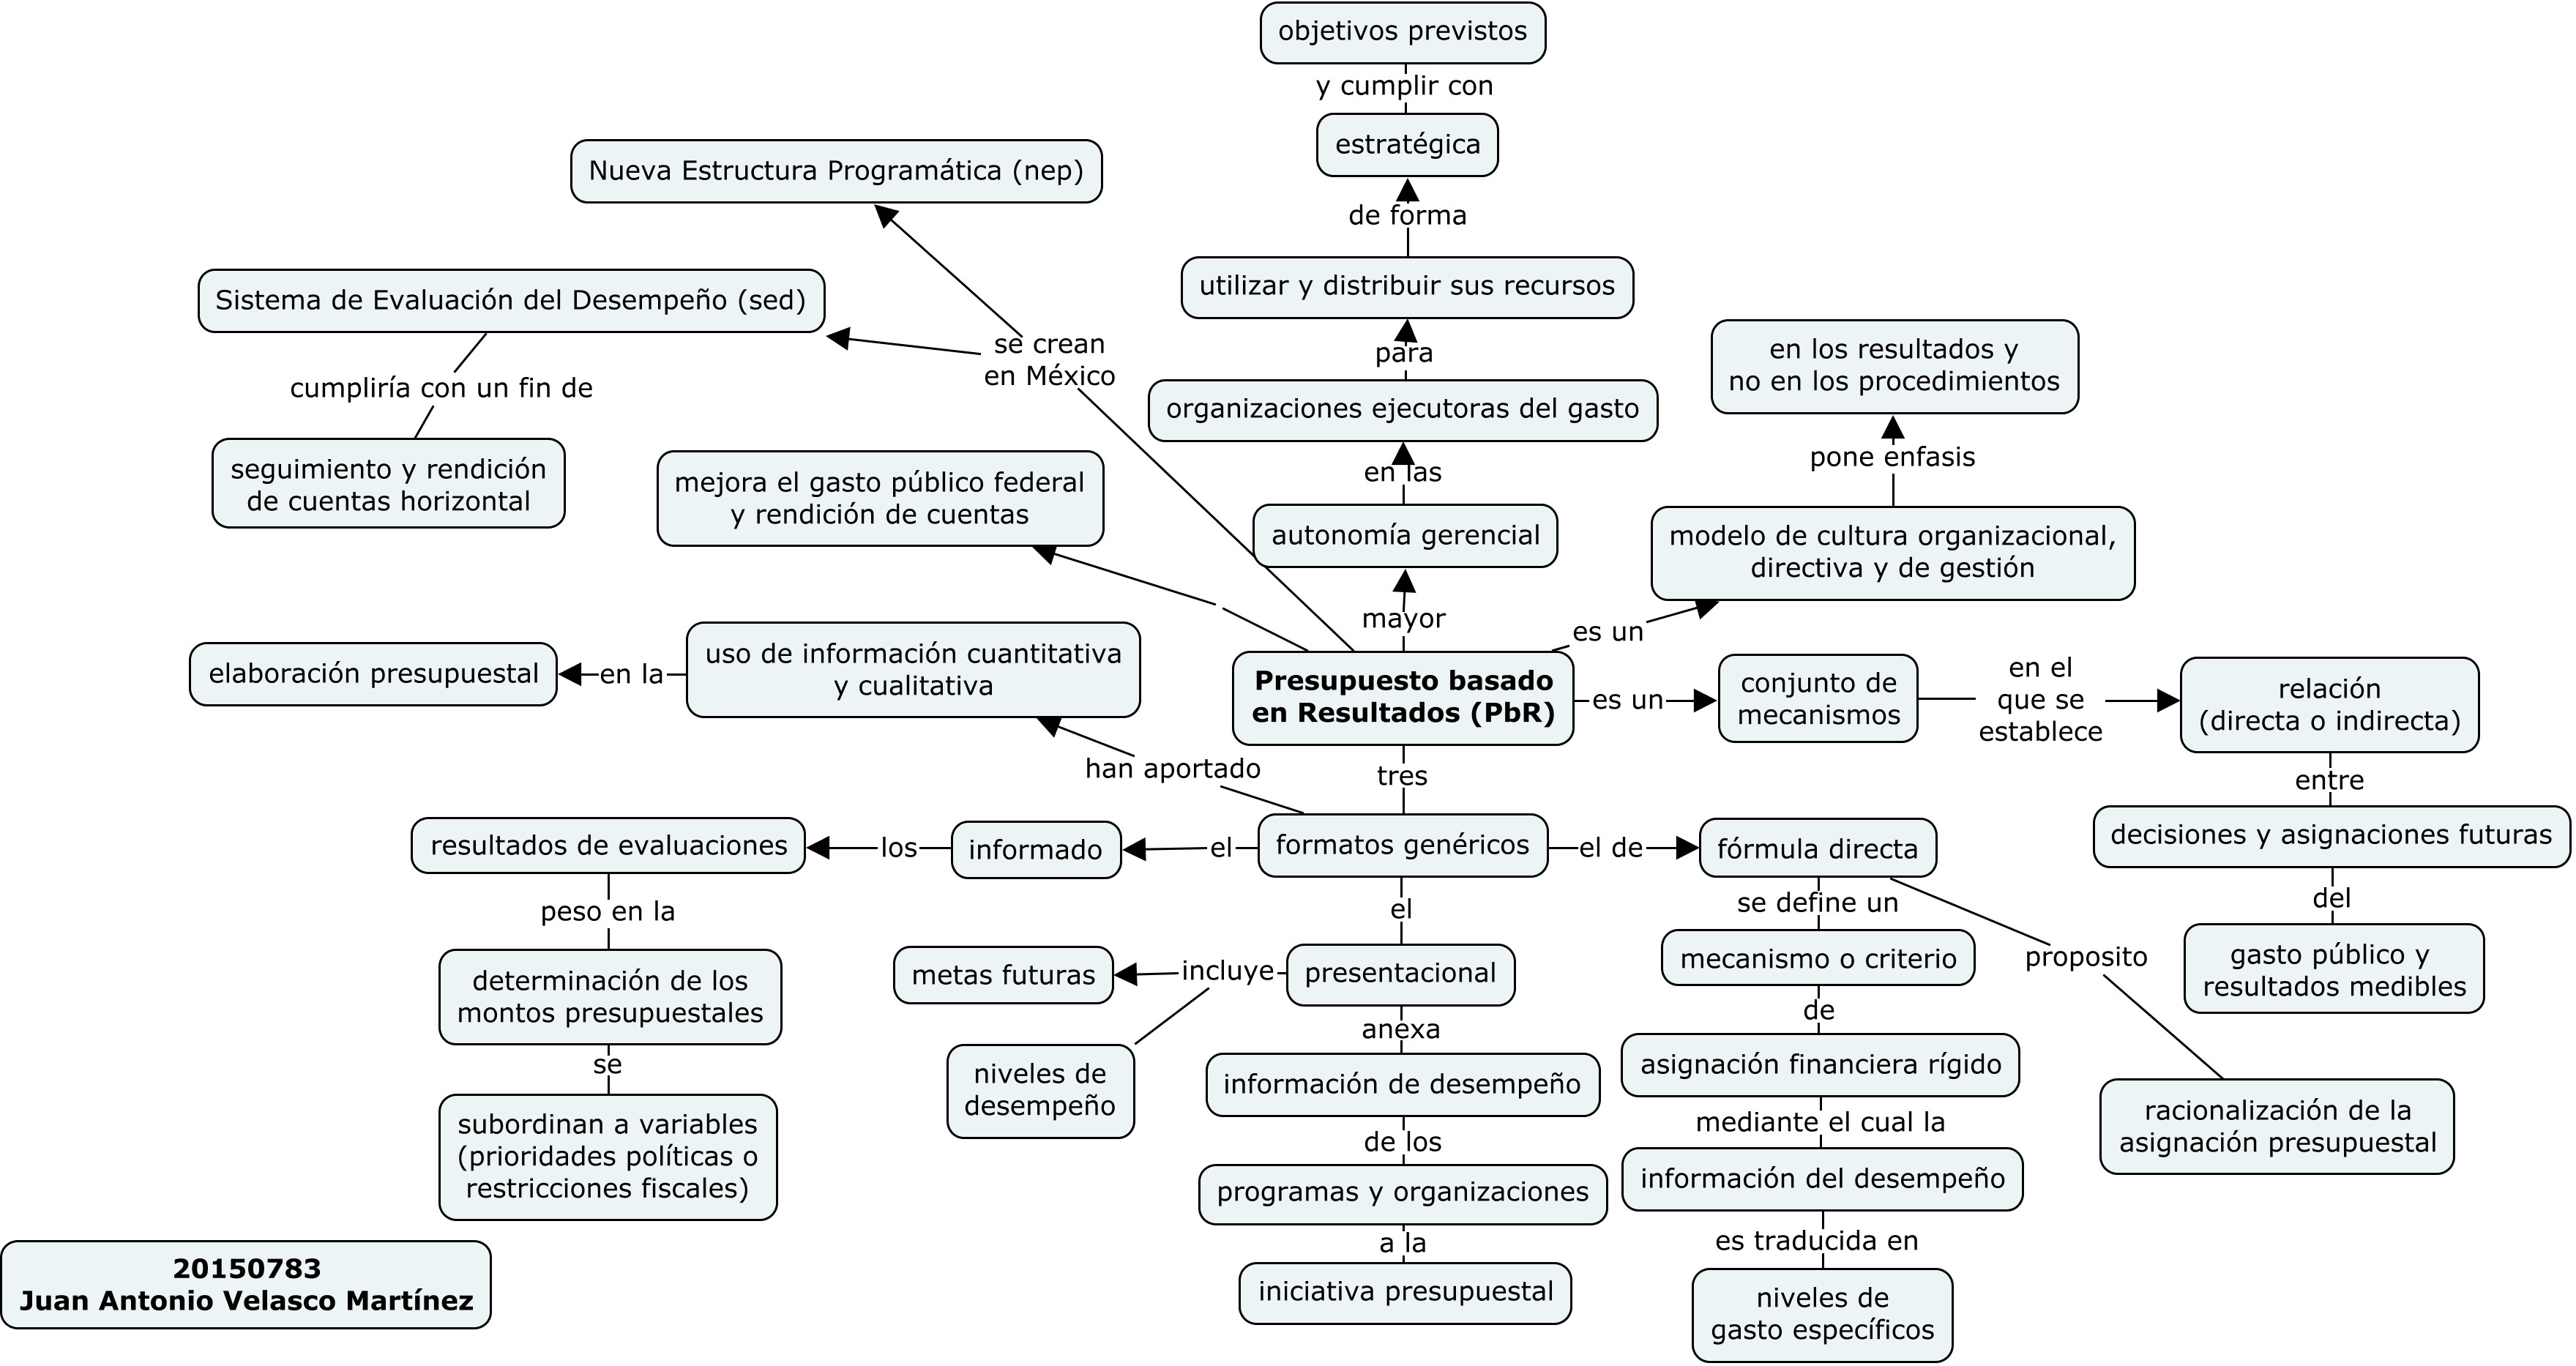 objetivos previstos
y cumplir con
estratégica
Nueva Estructura Programática (nep)
de forma
utilizar y distribuir sus recursos
Sistema de Evaluación del Desempeño (sed)
se crean
en México
para
en los resultados y
no en los procedimientos
cumpliría con un fin de
organizaciones ejecutoras del gasto
pone enfasis
seguimiento y rendición
de cuentas horizontal
mejora el gasto público federal
y rendición de cuentas
en las
autonomía gerencial
modelo de cultura organizacional,
directiva y de gestión
mayor
es un
elaboración presupuestal
en la
uso de información cuantitativa
y cualitativa
Presupuesto basado
en Resultados (PbR)
es un
conjunto de
mecanismos
en el
que se
establece
relación
(directa o indirecta)
han aportado
tres
entre
resultados de evaluaciones
los
informado
el
formatos genéricos
el de
fórmula directa
decisiones y asignaciones futuras
peso en la
el
se define un
del
determinación de los
montos presupuestales
metas futuras
incluye
presentacional
mecanismo o criterio
proposito
gasto público y
resultados medibles
anexa
de
se
niveles de
desempeño
información de desempeño
asignación financiera rígido
subordinan a variables
(prioridades políticas o
restricciones fiscales)
de los
mediante el cual la
racionalización de la
asignación presupuestal
programas y organizaciones
información del desempeño
a la
es traducida en
20150783
Juan Antonio Velasco Martínez
iniciativa presupuestal
niveles de
gasto específicos